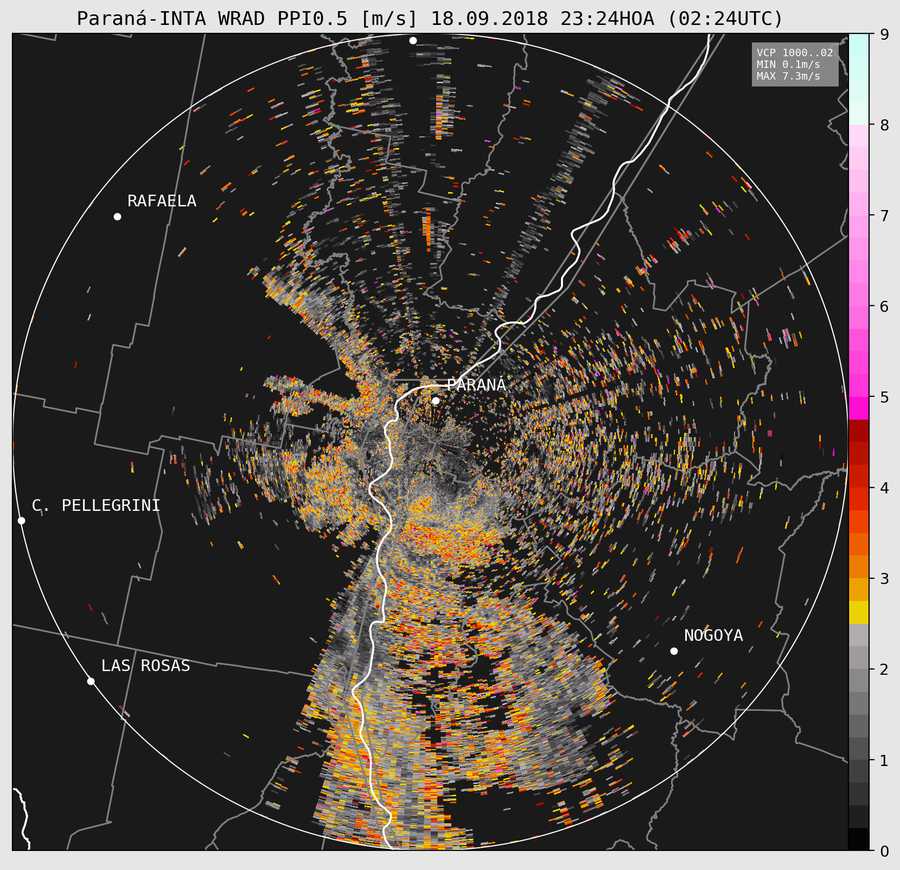 Paraná-INTA WRAD PPI0.5 [m/s] 18.09.2018 23:24HOA (02:24UTC)
VCP 1000..02
MIN 0.1m/s
MAX 7.3m/s
9
8
7
6
5
4
3
2
1
0
RAFAELA
PARANÁ
C. PELLEGRINI
NOGOYA
LAS ROSAS